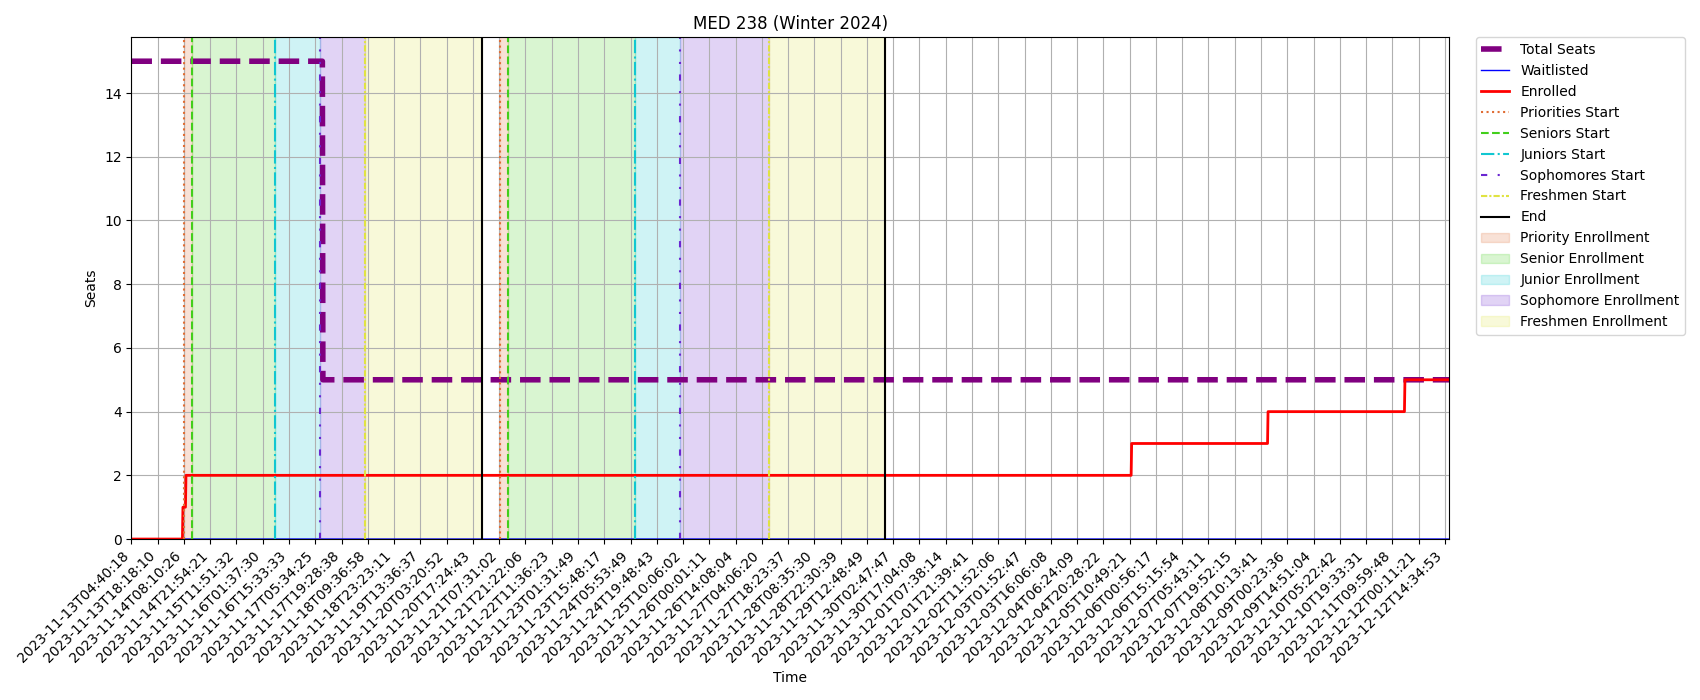 MED 238 (Winter 2024)
Total Seats
Waitlisted
Enrolled
Priorities Start
Seniors Start
Juniors Start
Sophomores Start
Freshmen Start
End
Priority Enrollment
Senior Enrollment
Junior Enrollment
Sophomore Enrollment
Freshmen Enrollment
Seats
14
12
10
8
6
4
2
0
2023-11-13T04:40:18
2023-11-13T18:18:10
2023-11-14T08:10:26
2023-11-14T21:54:21
2023-11-15T11:51:32
2023-11-16T01:37:30
2023-11-16T15:33:33
2023-11-17T05:34:25
2023-11-17T19:28:38
2023-11-18T09:36:58
2023-11-18T23:23:11
2023-11-19T13:36:37
2023-11-20T03:20:52
2023-11-20T17:24:43
2023-11-21T07:31:02
2023-11-21T21:22:06
2023-11-22T11:36:23
2023-11-23T01:31:49
2023-11-23T15:48:17
2023-11-24T05:53:49
2023-11-24T19:48:43
2023-11-25T10:06:02
2023-11-26T00:01:11
2023-11-26T14:08:04
2023-11-27T04:06:20
2023-11-27T18:23:37
2023-11-28T08:35:30
2023-11-28T22:30:39
2023-11-29T12:48:49
2023-11-30T02:47:47
2023-11-30T17:04:08
2023-12-01T07:38:14
2023-12-01T21:39:41
2023-12-02T11:52:06
2023-12-03T01:52:47
2023-12-03T16:06:08
2023-12-04T06:24:09
2023-12-04T20:28:22
2023-12-05T10:49:21
2023-12-06T00:56:17
2023-12-06T15:15:54
2023-12-07T05:43:11
2023-12-07T19:52:15
2023-12-08T10:13:41
2023-12-09T00:23:36
2023-12-09T14:51:04
2023-12-10T05:22:42
2023-12-10T19:33:31
2023-12-11T09:59:48
2023-12-12T00:11:21
2023-12-12T14:34:53
Time